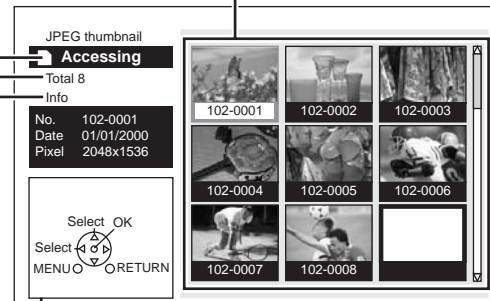 JPEG thumbnail
Accessing
Total 8
Info
No. 102-0001
Date 01/01/2000
Pixel 2048x1536
Select OK
Select
MENU RETURN
102-0001 102-0002 102-0003
102-0004 102-0005 102-0006
102-0007 102-0008